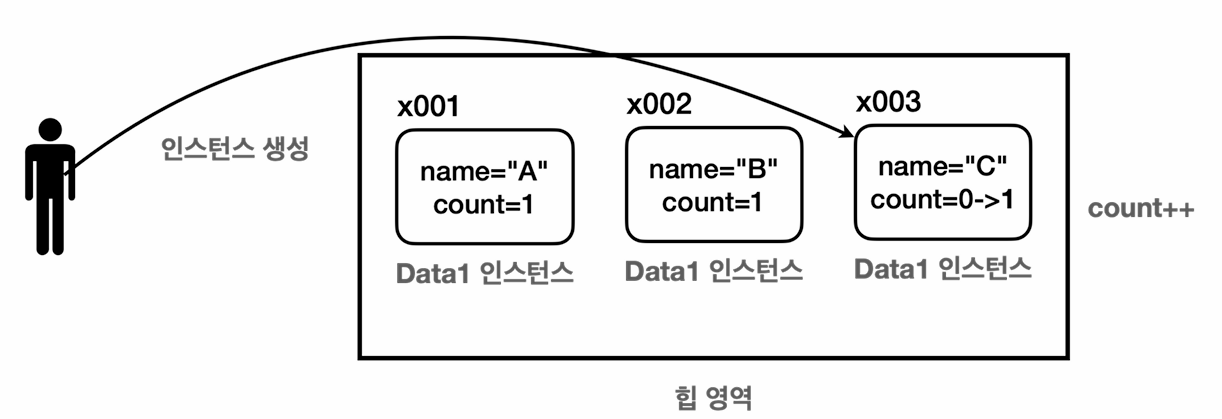 인스턴스 생성
x001
name="A"
count=1
Data1 인스턴스
x002
name="B"
count=1
Data1 인스턴스
x003
name="C"
count=0->1
Data1 인스턴스
count++
힙 영역